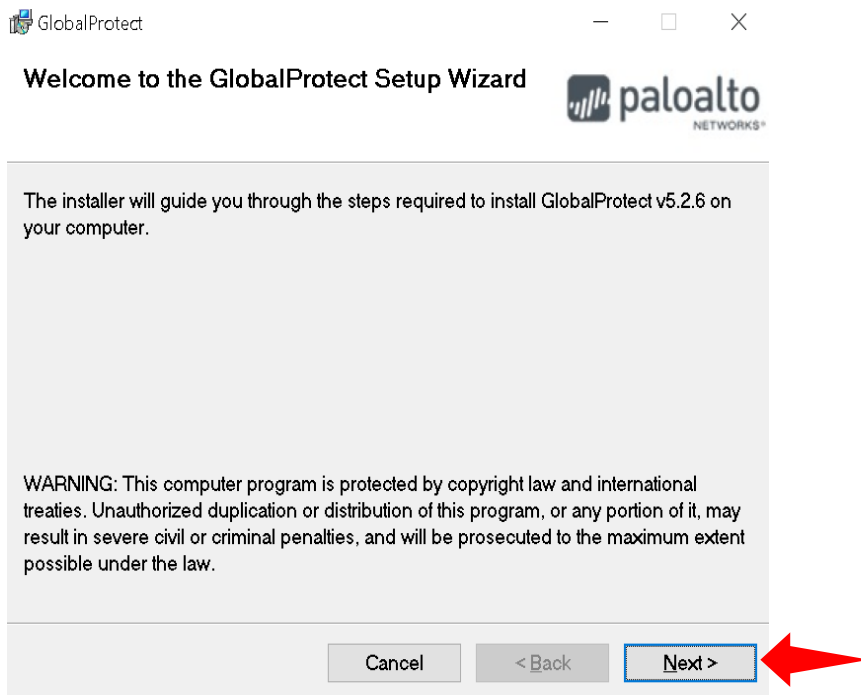 GlobalProtect
Welcome to the GlobalProtect Setup Wizard
paloalto
NETWORKS®
The installer will guide you through the steps required to install GlobalProtect v5.2.6 on
your computer.
WARNING: This computer program is protected by copyright law and international
treaties. Unauthorized duplication or distribution of this program, or any portion of it, may
result in severe civil or criminal penalties, and will be prosecuted to the maximum extent
possible under the law.
Cancel
< Back
Next >